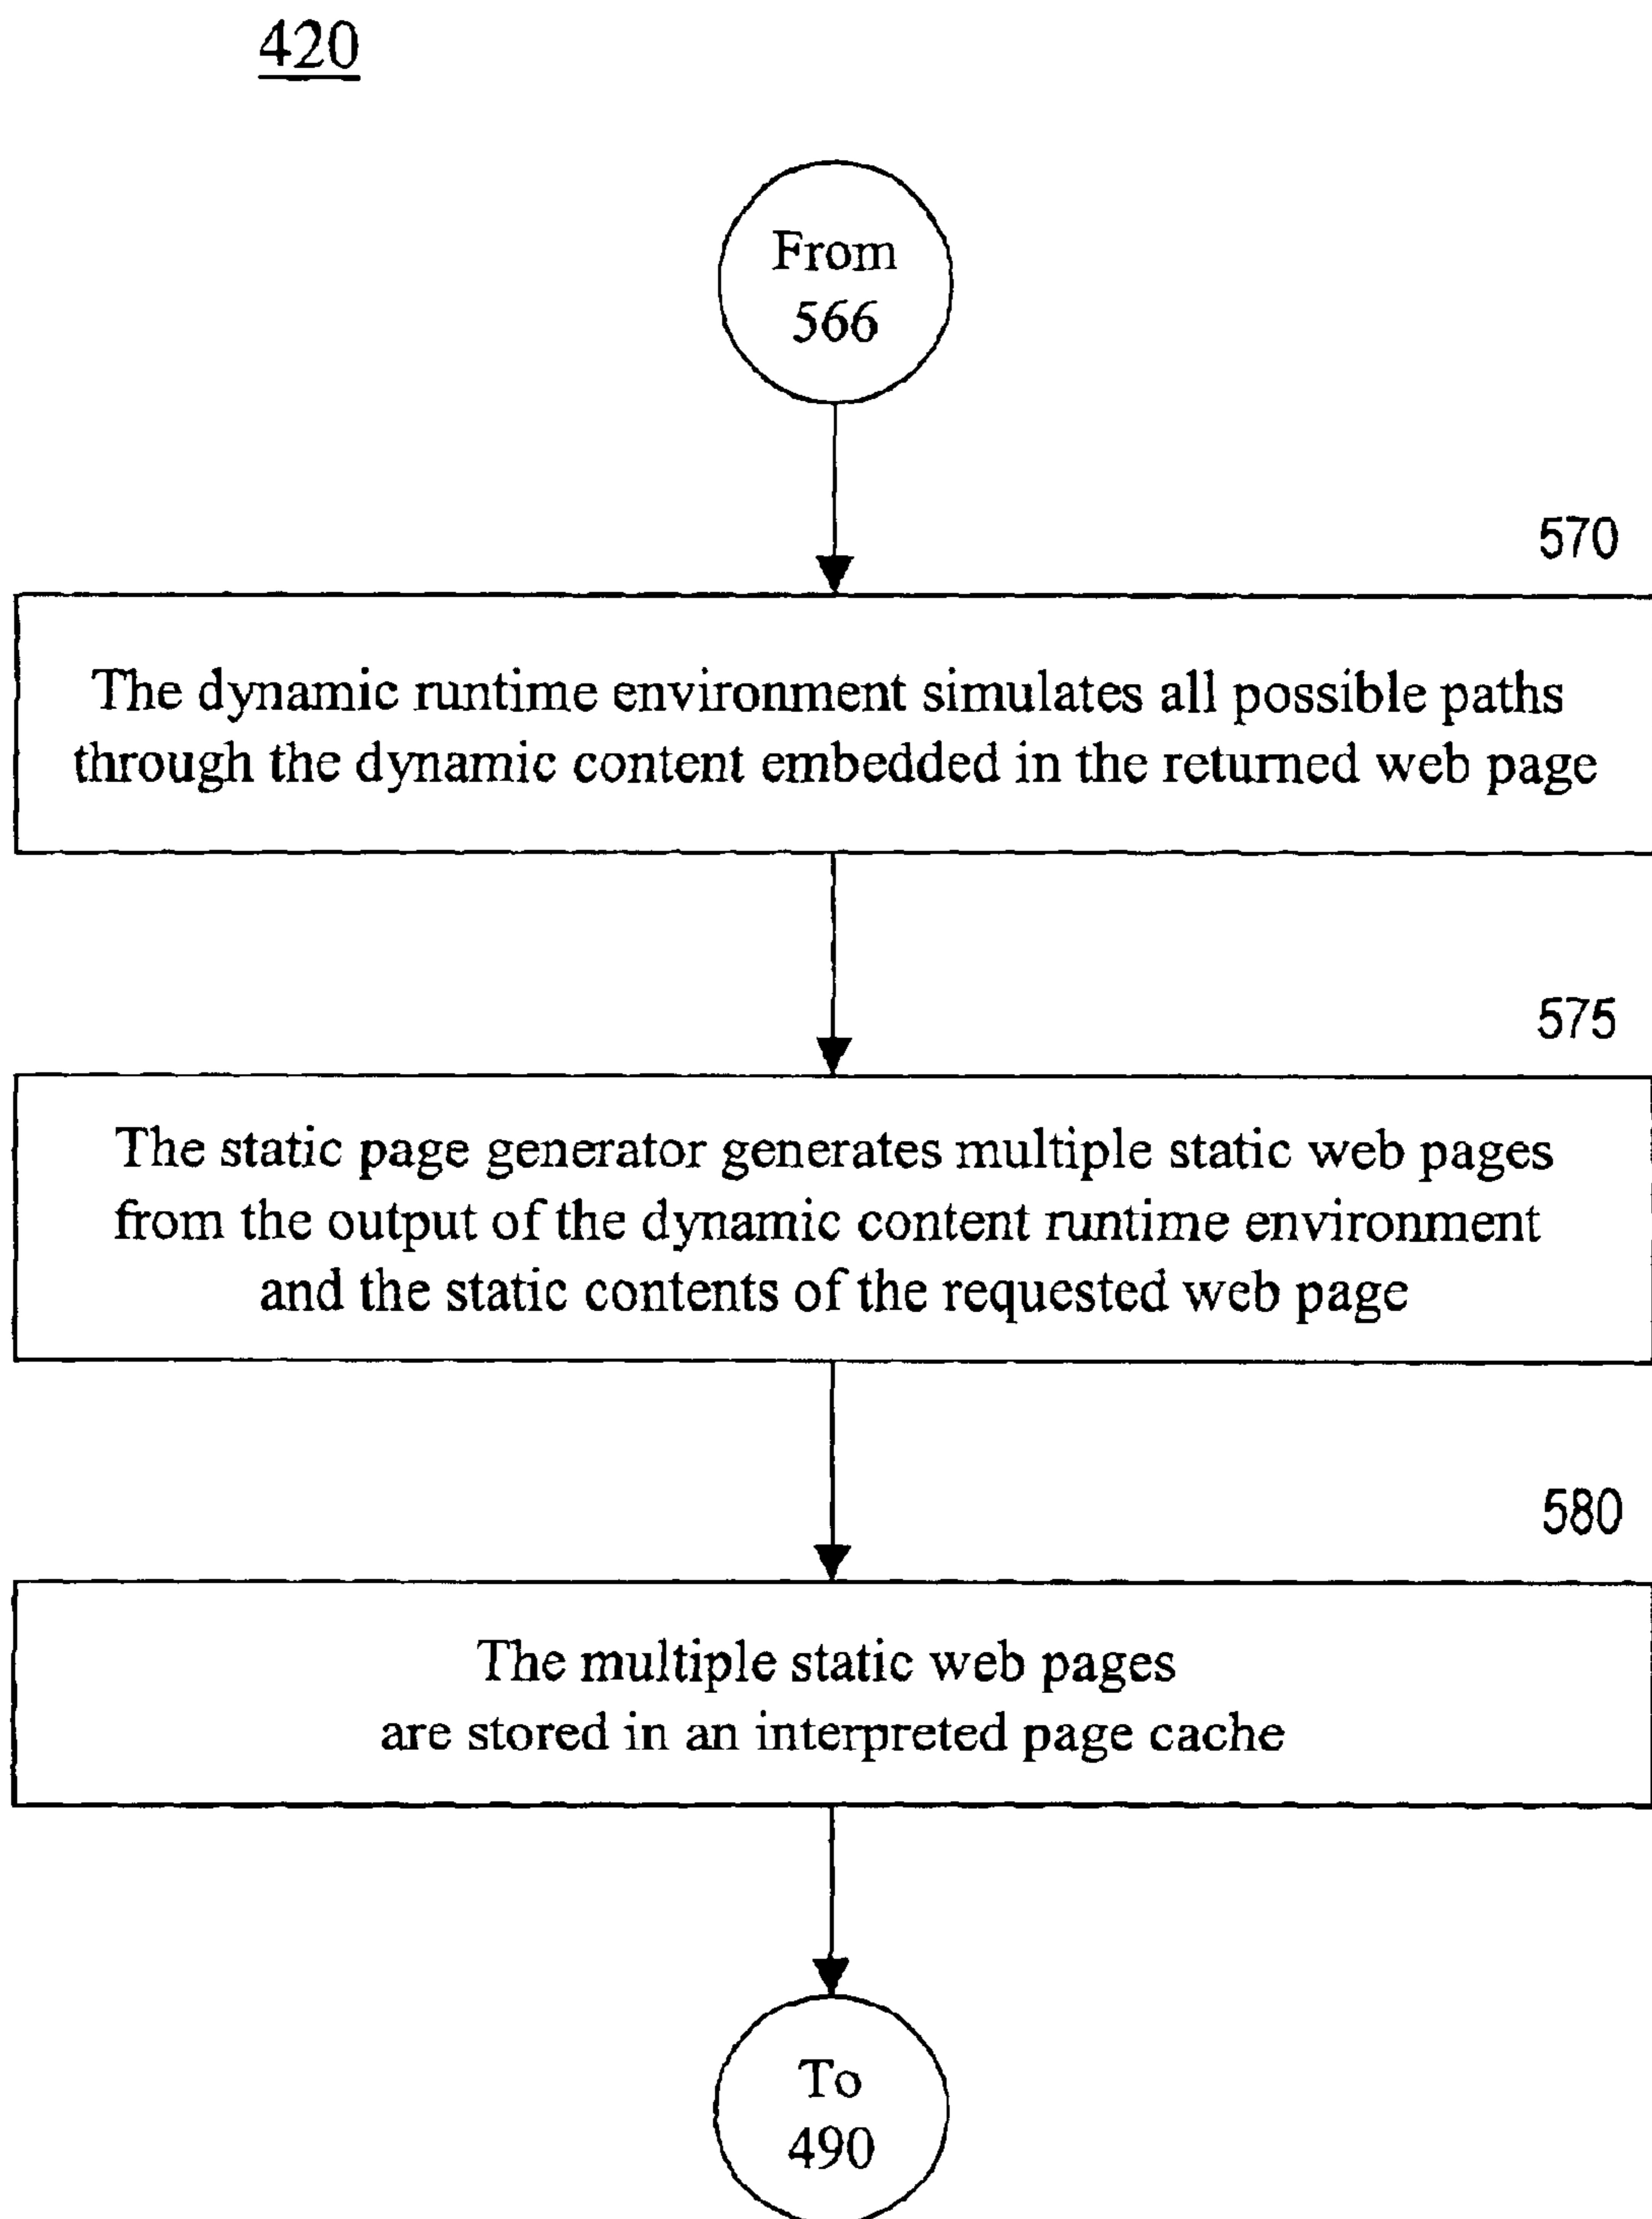 420
From
566
570
The dynamic runtime environment simulates all possible paths
through the dynamic content embedded in the returned web page
575
The static page generator generates multiple static web pages
from the output of the dynamic content runtime environment
and the static contents of the requested web page
580
The multiple static web pages
are stored in an interpreted page cache
To
490